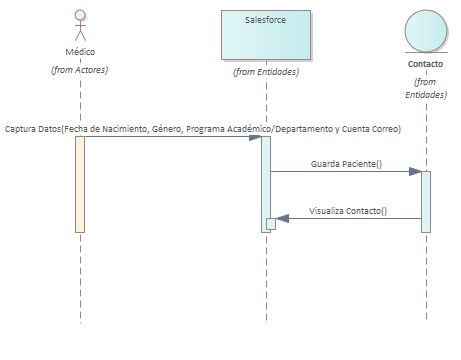 Médico
(from Actores)
Salesforce
(from Entidades)
Contacto
(from
Entidades)
Captura Datos(Fecha de Nacimiento, Género, Programa Académico/Departamento y Cuenta Correo)
Guarda Paciente()
Visualiza Contacto()